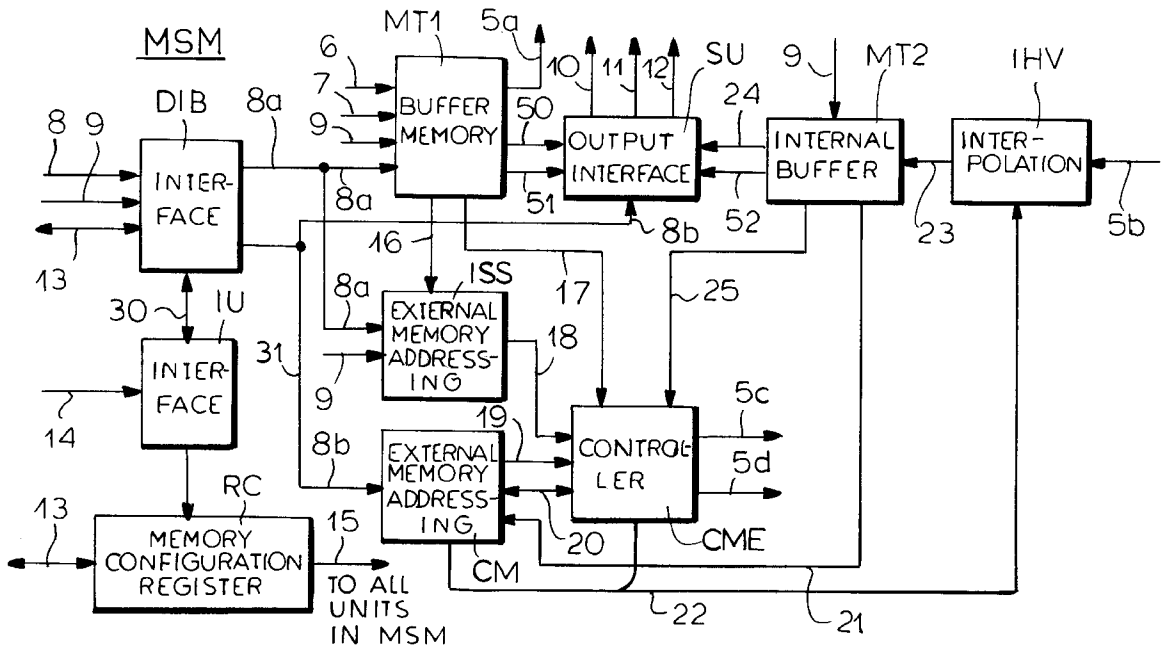 MSM
MT1
5a
6
7
9
BUFFER
MEMORY
50
51
10
11
12
SU
OUTPUT
INTERFACE
24
52
9
MT2
INTERNAL
BUFFER
23
IHV
INTER-
POLATION
5b
DIB
8
9
13
INTER-
FACE
8a
8a
8b
16
17
25
30
IU
INTER-
FACE
14
31
8a
9
ISS
EXTERNAL
MEMORY
ADDRESS-
ING
18
8b
EXTERNAL
MEMORY
ADDRESS-
ING
CM
19
20
CONTROL-
LER
CME
5c
5d
21
22
RC
13
MEMORY
CONFIGURATION
REGISTER
15
TO ALL
UNITS
IN MSM